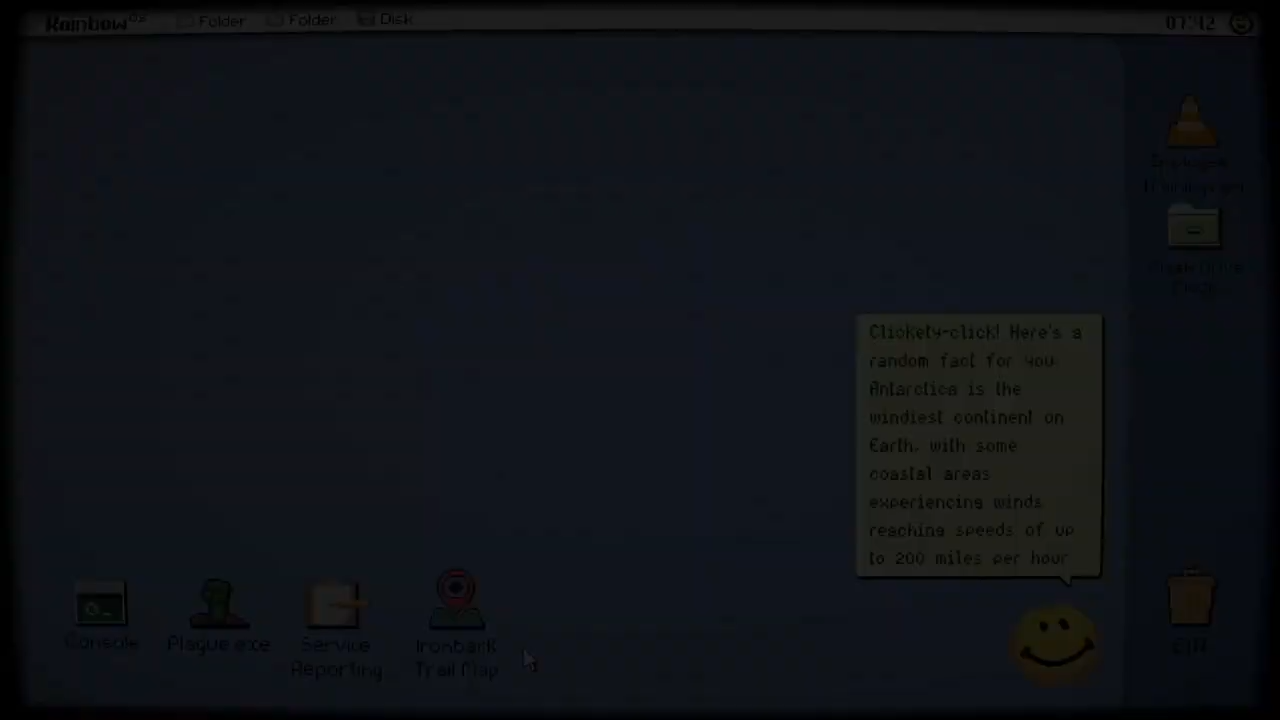 RainbowOS
Folder
Folder
Disk
07:42
Clickety-click! Here's a
random fact for you
Antarctica is the
windiest continent on
Earth, with some
coastal areas
experiencing winds
reaching speeds of up
to 200 miles per hour
Console
Plague exe
Service
Reporting
Ironbark
Trail Map